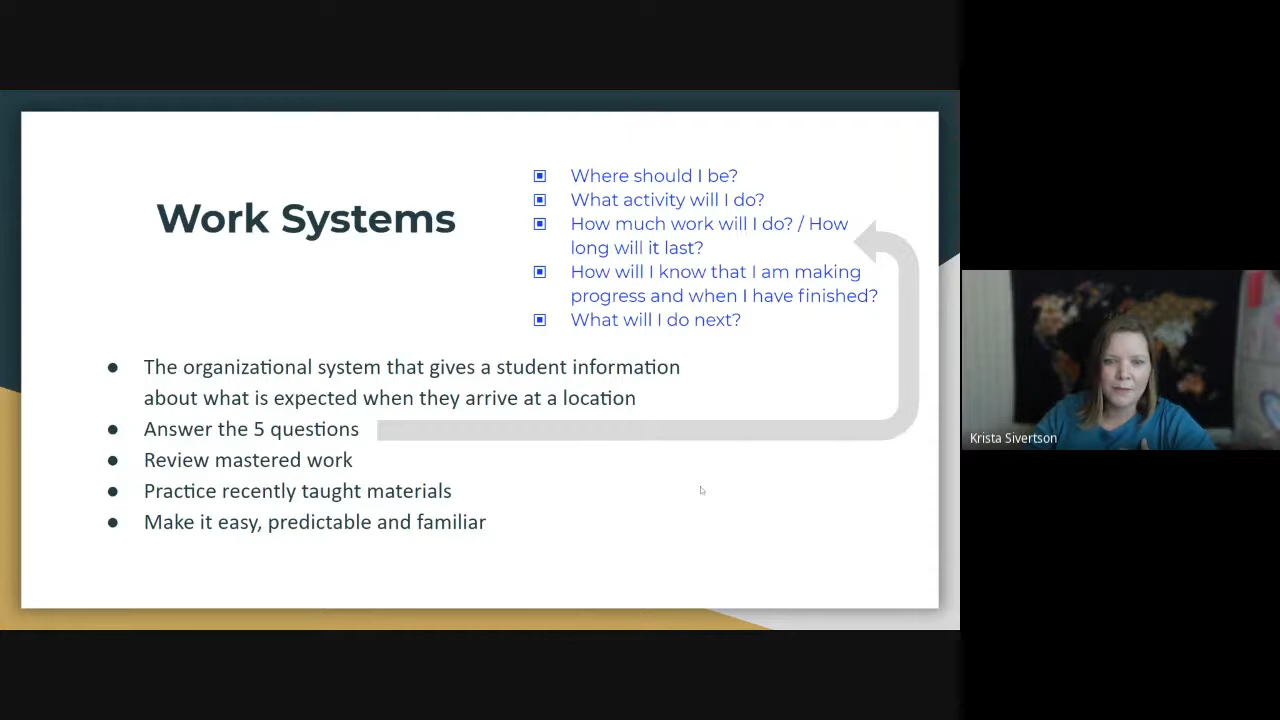 Work Systems
Where should I be?
What activity will I do?
How much work will I do? / How
long will it last?
How will I know that I am making
progress and when I have finished?
What will I do next?
● The organizational system that gives a student information
about what is expected when they arrive at a location
● Answer the 5 questions
● Review mastered work
● Practice recently taught materials
● Make it easy, predictable and familiar
Krista Sivertson